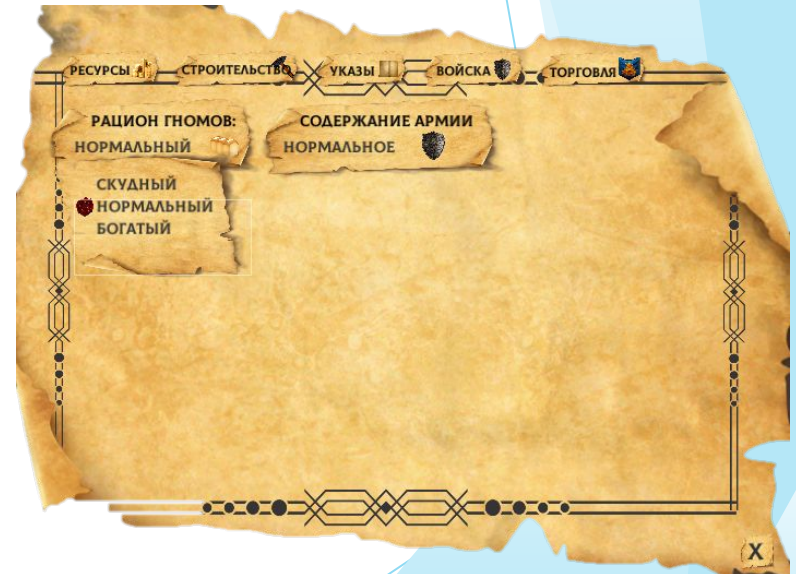 РЕСУРСЫ
СТРОИТЕЛЬСТВО
УКАЗЫ
ВОЙСКА
ТОРГОВЛЯ
РАЦИОН ГНОМОВ:
НОРМАЛЬНЫЙ
СОДЕРЖАНИЕ АРМИИ
НОРМАЛЬНОЕ
СКУДНЫЙ
НОРМАЛЬНЫЙ
БОГАТЫЙ
X